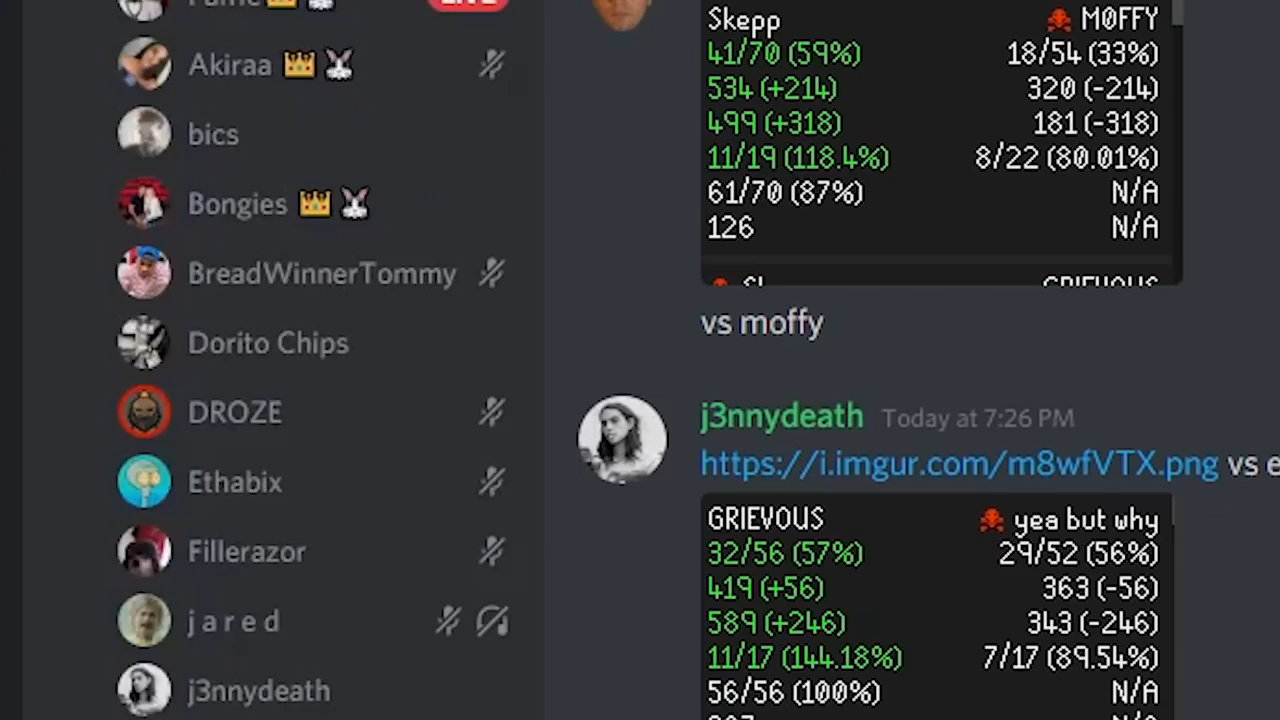 LIVE
Akiraa
bics
Bongies
BreadWinnerTommy
Dorito Chips
DROZE
Ethabix
Fillerazor
j a r e d
j3nnydeath
Skepp M0FFY
41/70 (59%) 18/54 (33%)
534 (+214) 320 (-214)
499 (+318) 181 (-318)
11/19 (118.4%) 8/22 (80.01%)
61/70 (87%) N/A
126 N/A
GRIEVOUS
vs moffy
j3nnydeath Today at 7:26 PM
https://i.imgur.com/m8wfVTX.png vs e
GRIEVOUS yea but why
32/56 (57%) 29/52 (56%)
419 (+56) 363 (-56)
589 (+246) 343 (-246)
11/17 (144.18%) 7/17 (89.54%)
56/56 (100%) N/A